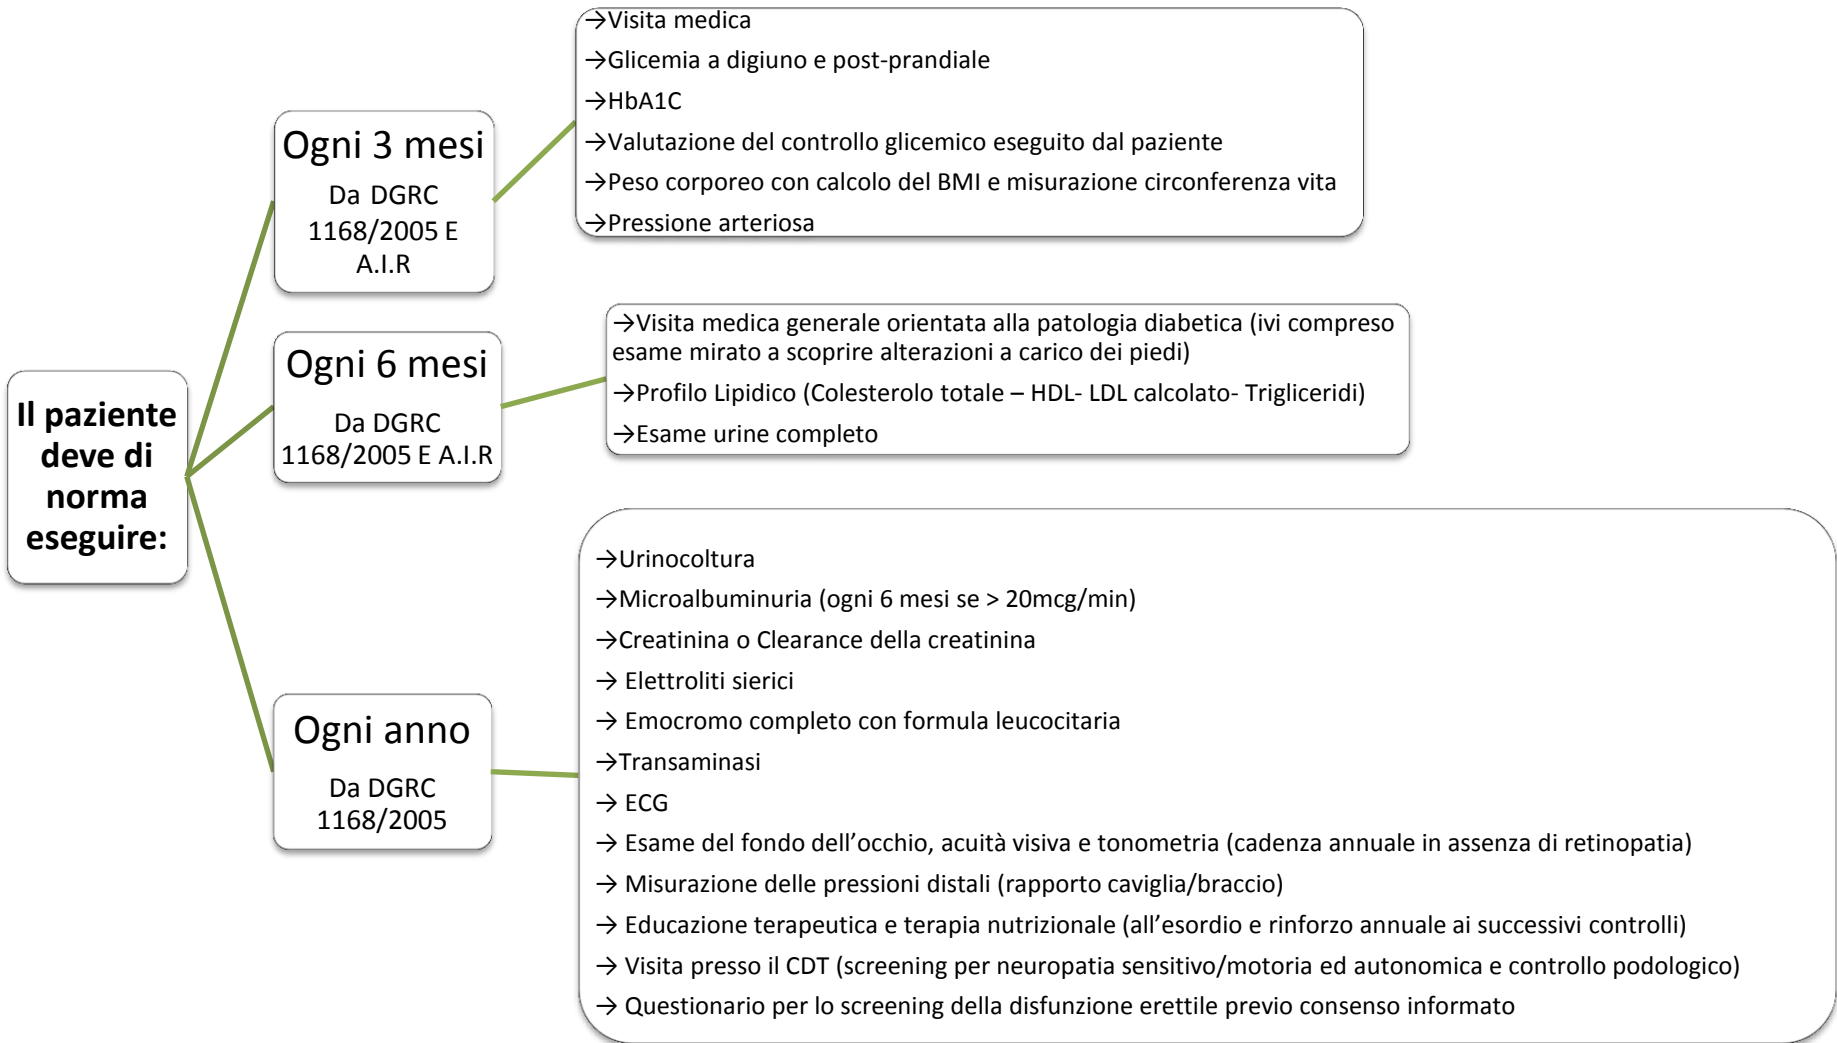 Il paziente
deve di
norma
eseguire:
Ogni 3 mesi
Da DGRC
1168/2005 E
A.I.R
→Visita medica
→Glicemia a digiuno e post-prandiale
→HbA1C
→Valutazione del controllo glicemico eseguito dal paziente
→Peso corporeo con calcolo del BMI e misurazione circonferenza vita
→Pressione arteriosa
Ogni 6 mesi
Da DGRC
1168/2005 E A.I.R
→Visita medica generale orientata alla patologia diabetica (ivi compreso
esame mirato a scoprire alterazioni a carico dei piedi)
→Profilo Lipidico (Colesterolo totale – HDL- LDL calcolato- Trigliceridi)
→Esame urine completo
Ogni anno
Da DGRC
1168/2005
→Urinocoltura
→Microalbuminuria (ogni 6 mesi se > 20mcg/min)
→Creatinina o Clearance della creatinina
→ Elettroliti sierici
→ Emocromo completo con formula leucocitaria
→Transaminasi
→ ECG
→ Esame del fondo dell’occhio, acuità visiva e tonometria (cadenza annuale in assenza di retinopatia)
→ Misurazione delle pressioni distali (rapporto caviglia/braccio)
→ Educazione terapeutica e terapia nutrizionale (all’esordio e rinforzo annuale ai successivi controlli)
→ Visita presso il CDT (screening per neuropatia sensitivo/motoria ed autonomica e controllo podologico)
→ Questionario per lo screening della disfunzione erettile previo consenso informato